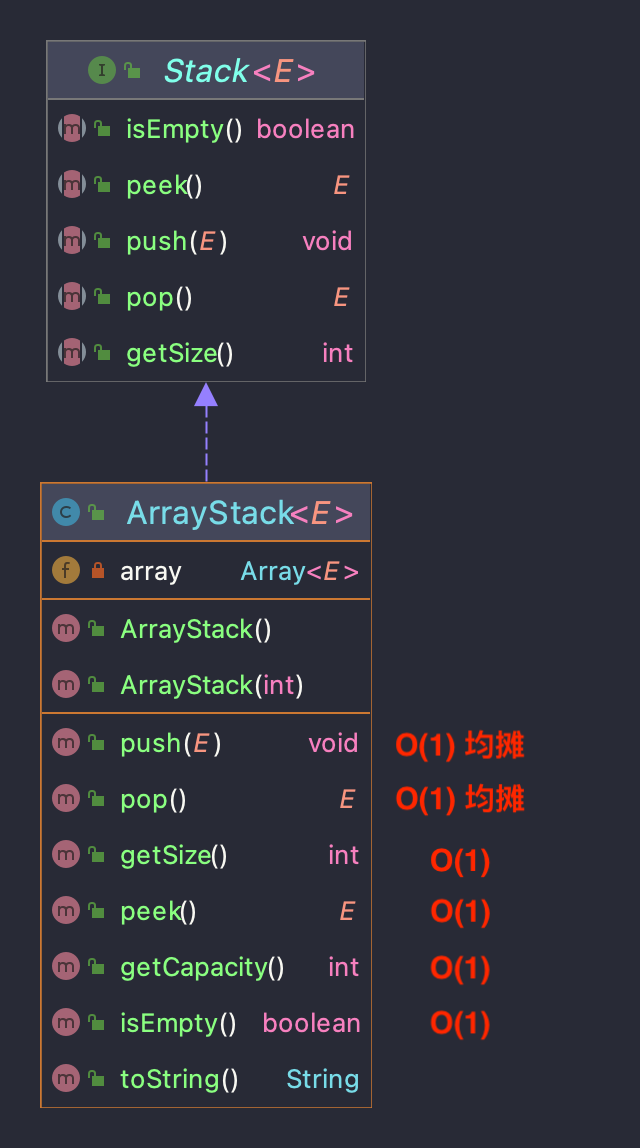 I Stack<E>
m isEmpty() boolean
m peek() E
m push(E) void
m pop() E
m getSize() int
C ArrayStack<E>
f array Array<E>
m ArrayStack()
m ArrayStack(int)
m push(E) void O(1) 均摊
m pop() E O(1) 均摊
m getSize() int O(1)
m peek() E O(1)
m getCapacity() int O(1)
m isEmpty() boolean O(1)
m toString() String